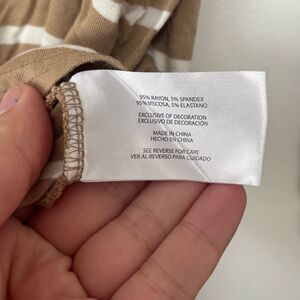 95% RAYON, 5% SPANDEX
95% VISCOSA, 5% ELASTANO
EXCLUSIVE OF DECORATION
EXCLUSIVO DE DECORACIÓN
MADE IN CHINA
HECHO EN CHINA
SEE REVERSE FOR CARE
VER AL REVERSO PARA CUIDADO